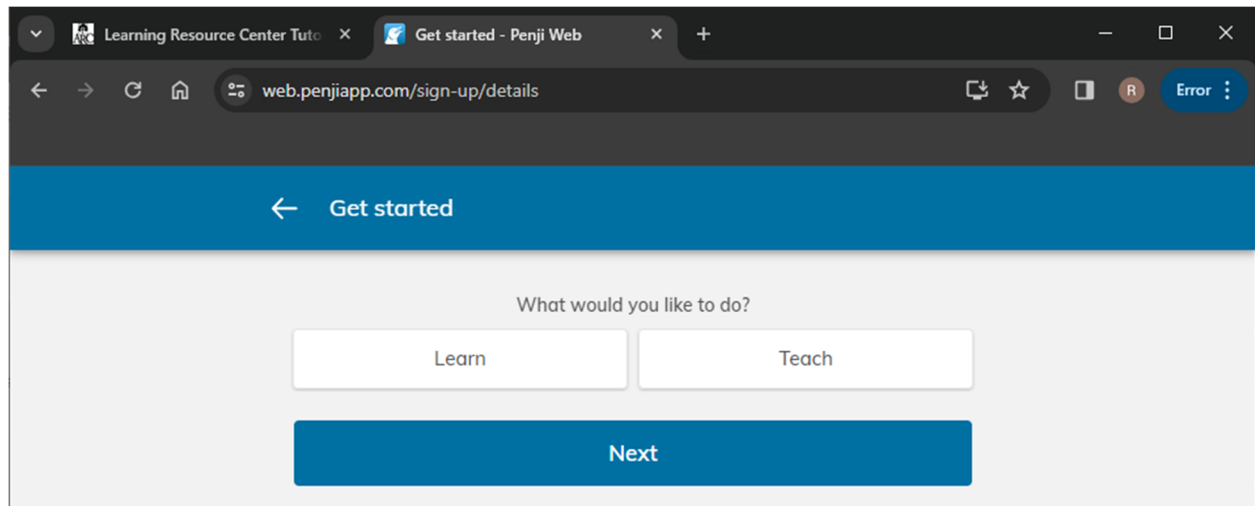 ARC Learning Resource Center Tuto Get started - Penji Web
web.penjiapp.com/sign-up/details R Error
Get started
What would you like to do?
Learn Teach
Next